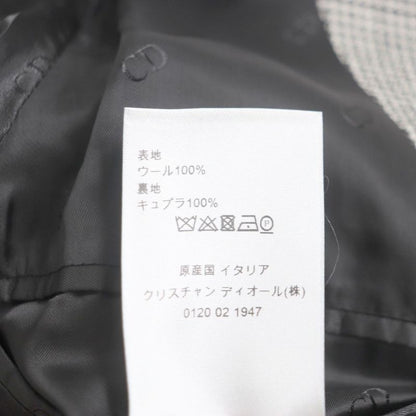 CD
表地
ウール100%
裏地
キュプラ100%
P
原産国 イタリア
クリスチャン ディオール(株)
0120 02 1947